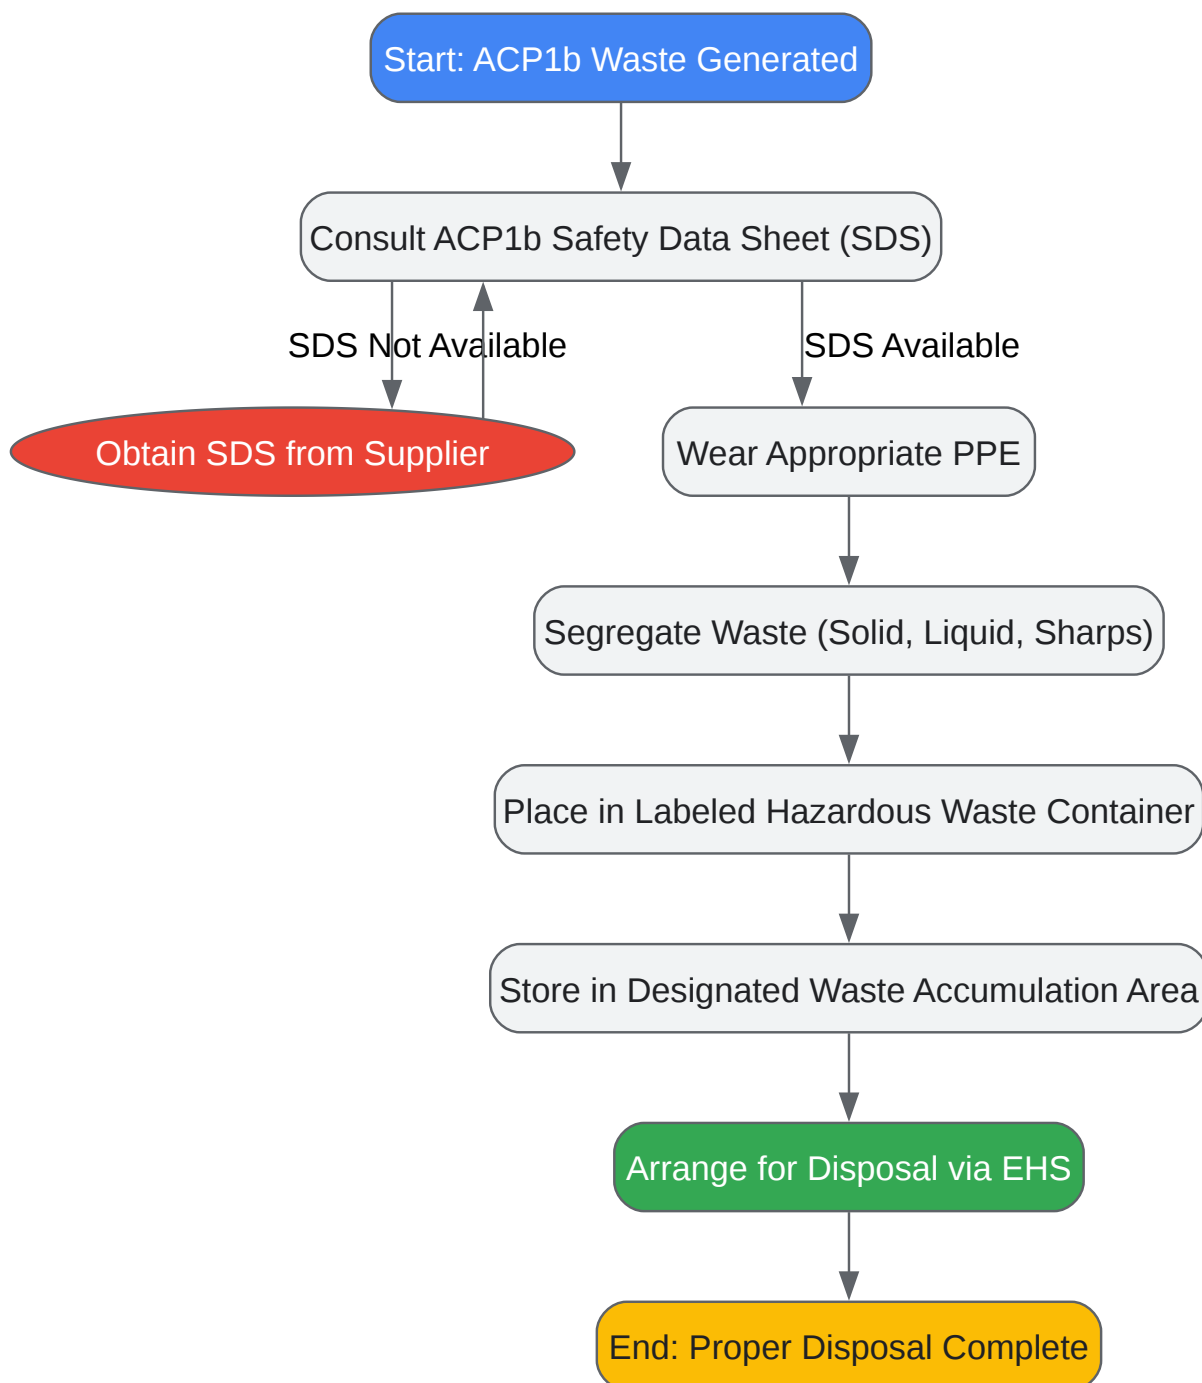 Start: ACP1b Waste Generated
Consult ACP1b Safety Data Sheet (SDS)
SDS Not Available
SDS Available
Obtain SDS from Supplier
Wear Appropriate PPE
Segregate Waste (Solid, Liquid, Sharps)
Place in Labeled Hazardous Waste Container
Store in Designated Waste Accumulation Area
Arrange for Disposal via EHS
End: Proper Disposal Complete